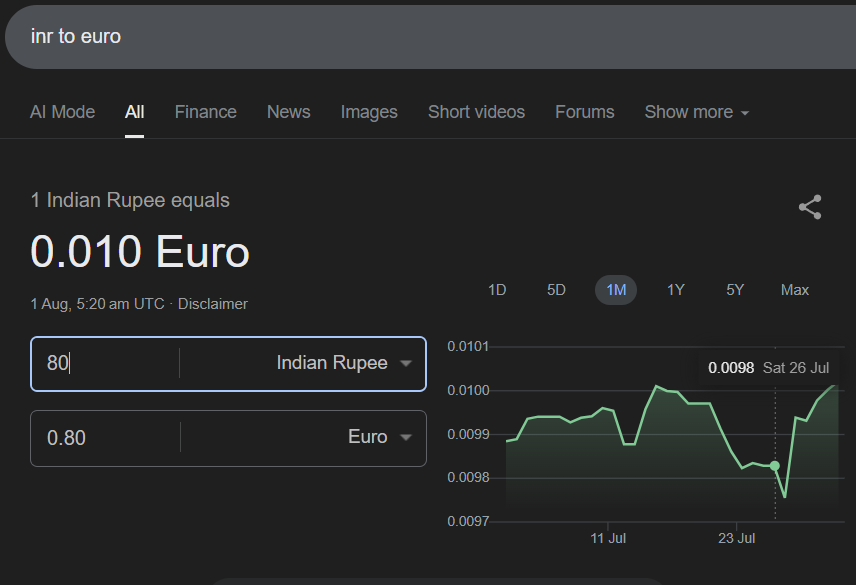 inr to euro
AI Mode All Finance News Images Short videos Forums Show more
1 Indian Rupee equals
0.010 Euro
1 Aug, 5:20 am UTC · Disclaimer
80 Indian Rupee
0.80 Euro
1D 5D 1M 1Y 5Y Max
0.0098 Sat 26 Jul
0.0101
0.0100
0.0099
0.0098
0.0097
11 Jul 23 Jul